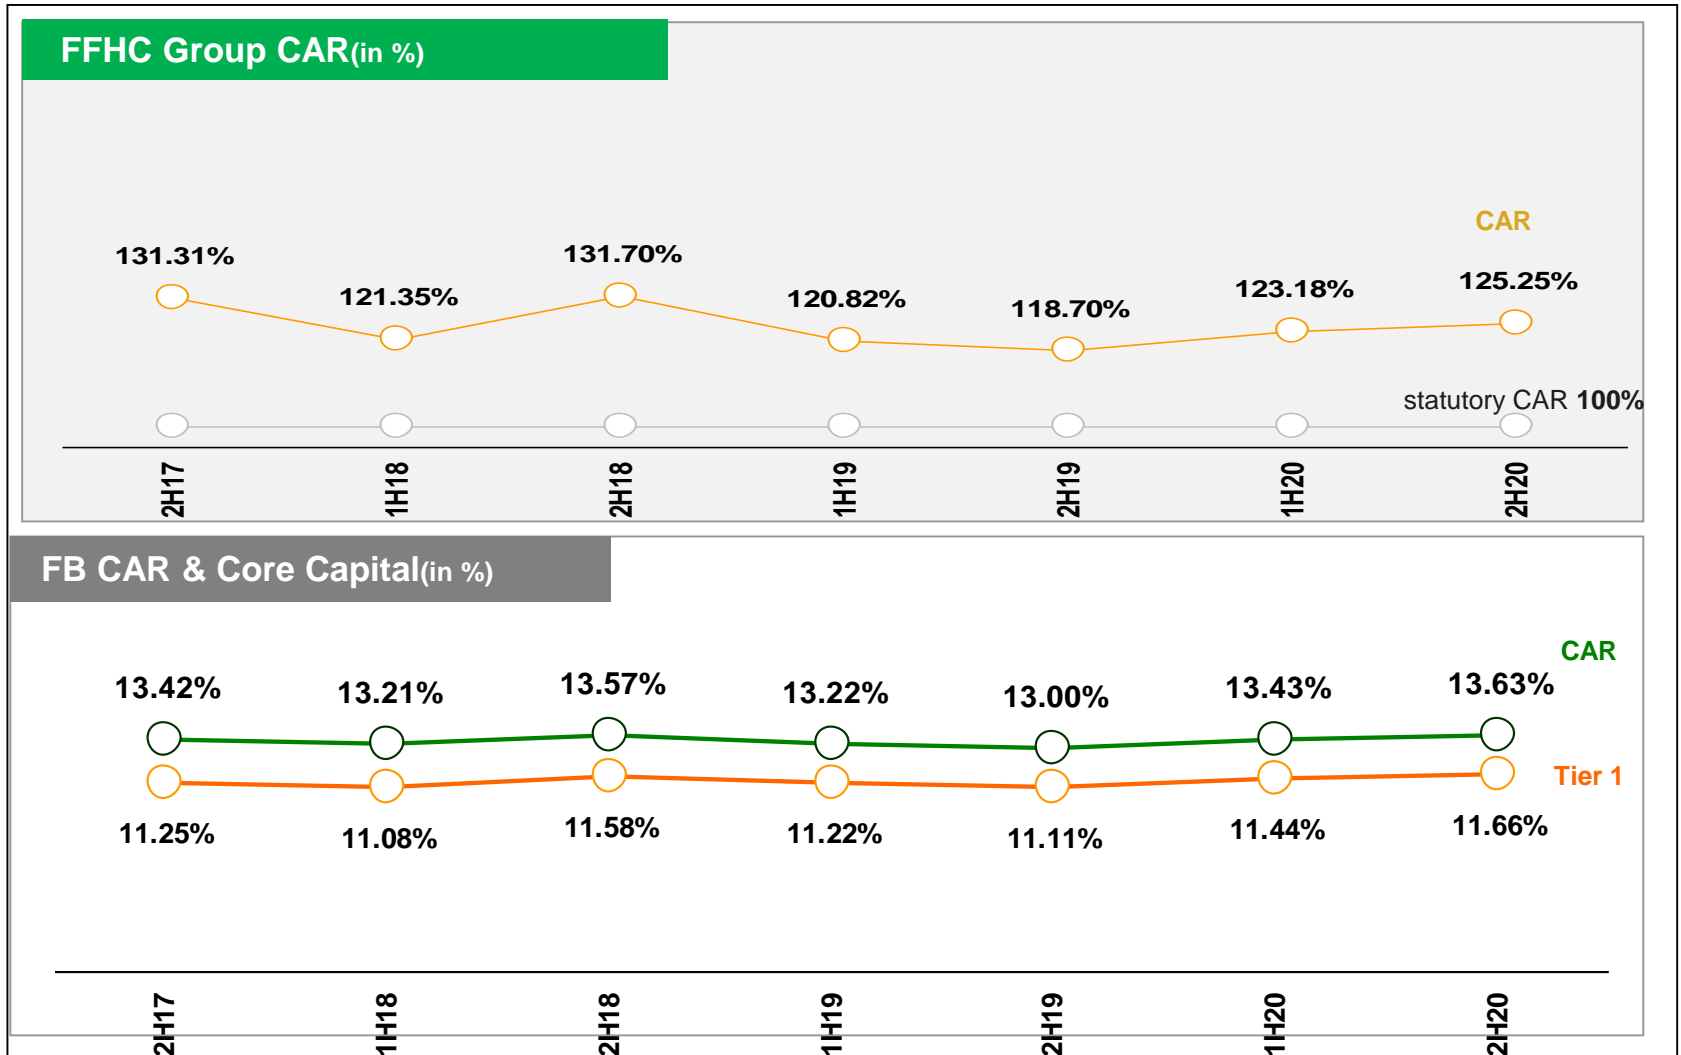 FFHC Group CAR(in %)
CAR
131.31% 121.35% 131.70% 120.82% 118.70% 123.18% 125.25%
statutory CAR 100%
2H17 1H18 2H18 1H19 2H19 1H20 2H20
FB CAR & Core Capital(in %)
CAR
13.42% 13.21% 13.57% 13.22% 13.00% 13.43% 13.63%
Tier 1
11.25% 11.08% 11.58% 11.22% 11.11% 11.44% 11.66%
2H17 1H18 2H18 1H19 2H19 1H20 2H20